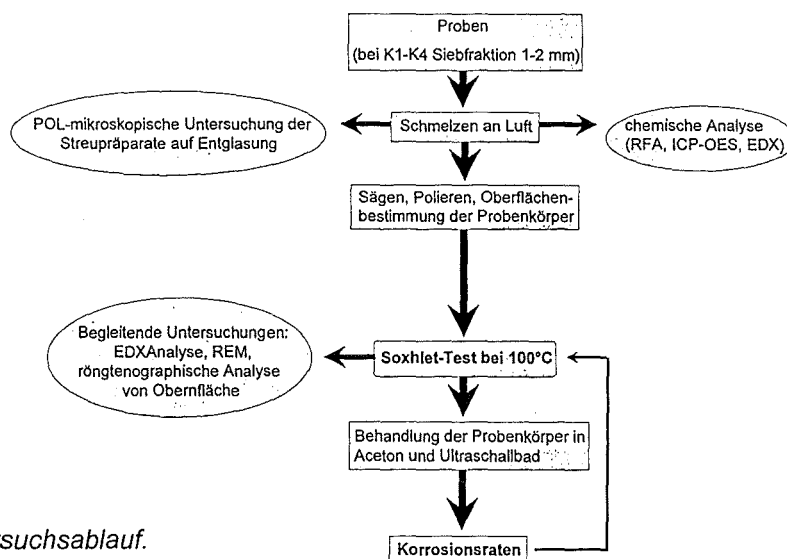 Proben
(bei K1-K4 Siebfraktion 1-2 mm)
POL-mikroskopische Untersuchung der
Streupräparate auf Entglasung
Schmelzen an Luft
chemische Analyse
(RFA, ICP-OES, EDX)
Sägen, Polieren, Oberflächen-
bestimmung der Probenkörper
Begleitende Untersuchungen:
EDXAnalyse, REM,
röngtenographische Analyse
von Obernfläche
Soxhlet-Test bei 100°C
Behandlung der Probenkörper in
Aceton und Ultraschallbad
Korrosionsraten
suchsablauf.